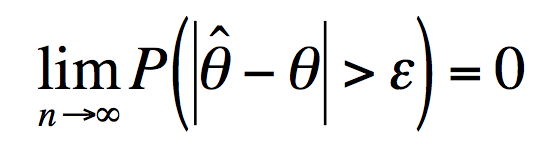 lim P(|θ̂ − θ| > ε) = 0
n→∞